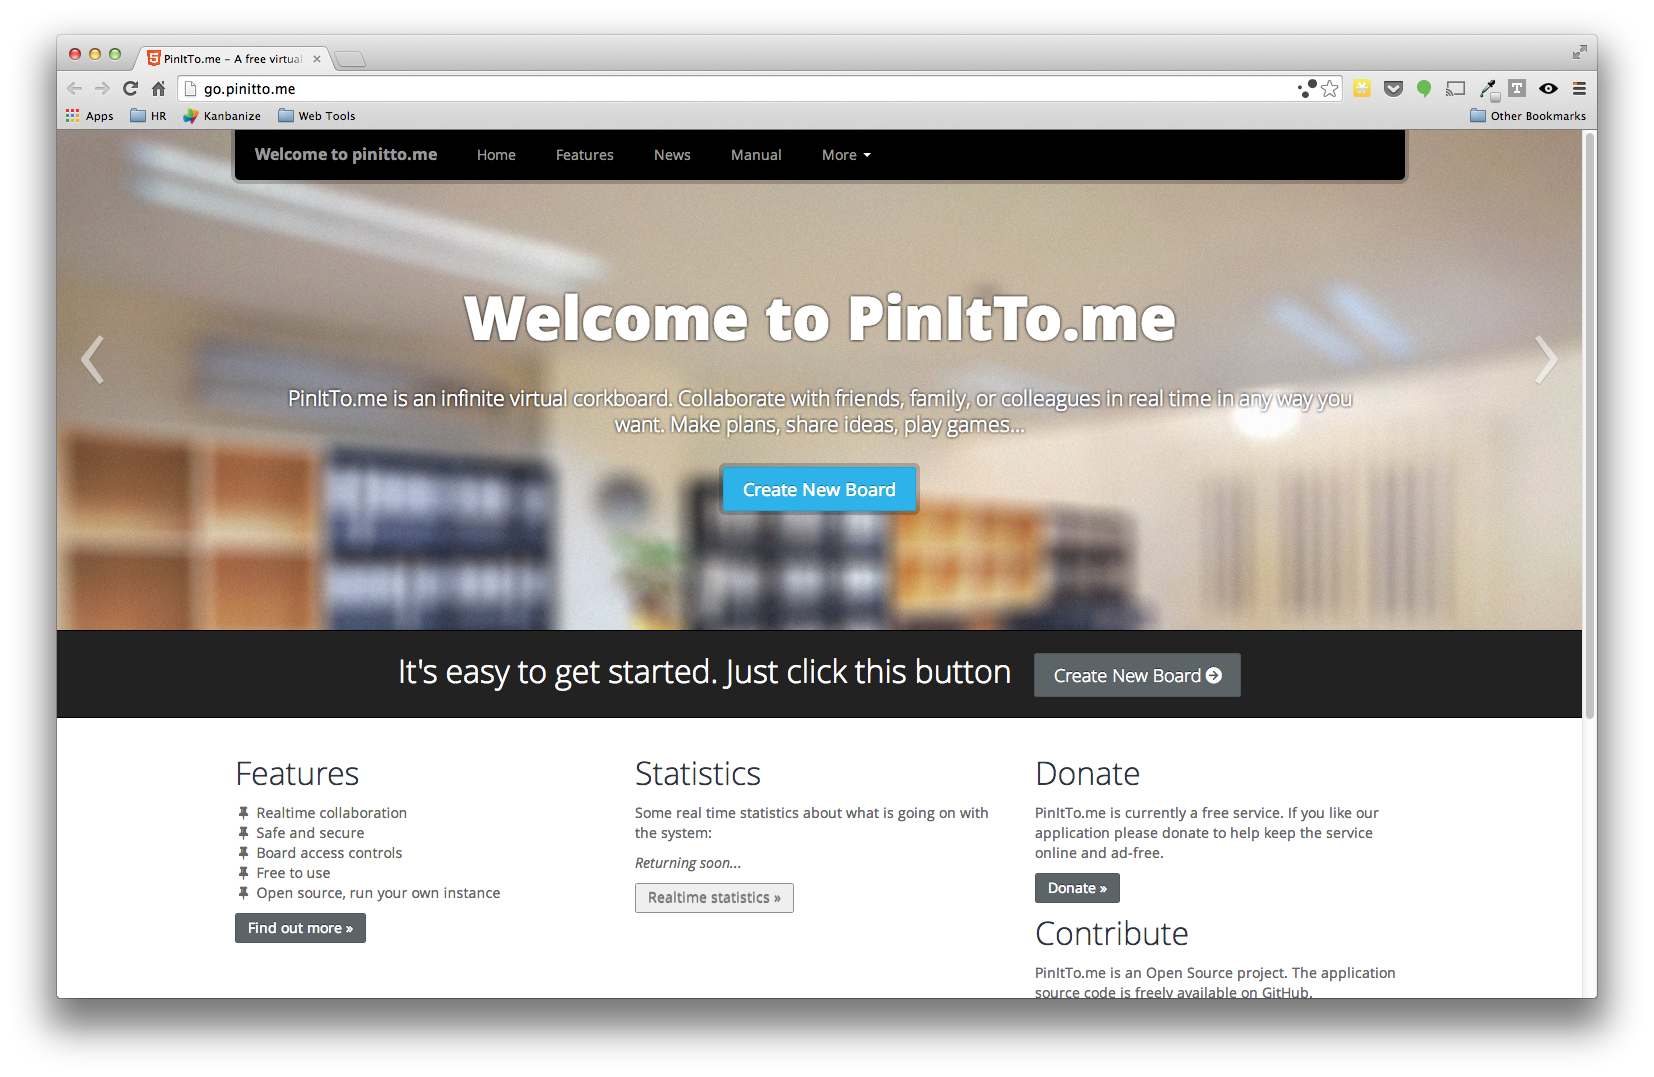 PinItTo.me – A free virtual
go.pinitto.me
Apps HR Kanbanize Web Tools Other Bookmarks
Welcome to pinitto.me Home Features News Manual More
Welcome to PinItTo.me
PinItTo.me is an infinite virtual corkboard. Collaborate with friends, family, or colleagues in real time in any way you
want. Make plans, share ideas, play games...
Create New Board
It's easy to get started. Just click this button Create New Board
Features
Realtime collaboration
Safe and secure
Board access controls
Free to use
Open source, run your own instance
Find out more »
Statistics
Some real time statistics about what is going on with
the system:
Returning soon...
Realtime statistics »
Donate
PinItTo.me is currently a free service. If you like our
application please donate to help keep the service
online and ad-free.
Donate »
Contribute
PinItTo.me is an Open Source project. The application
source code is freely available on GitHub.